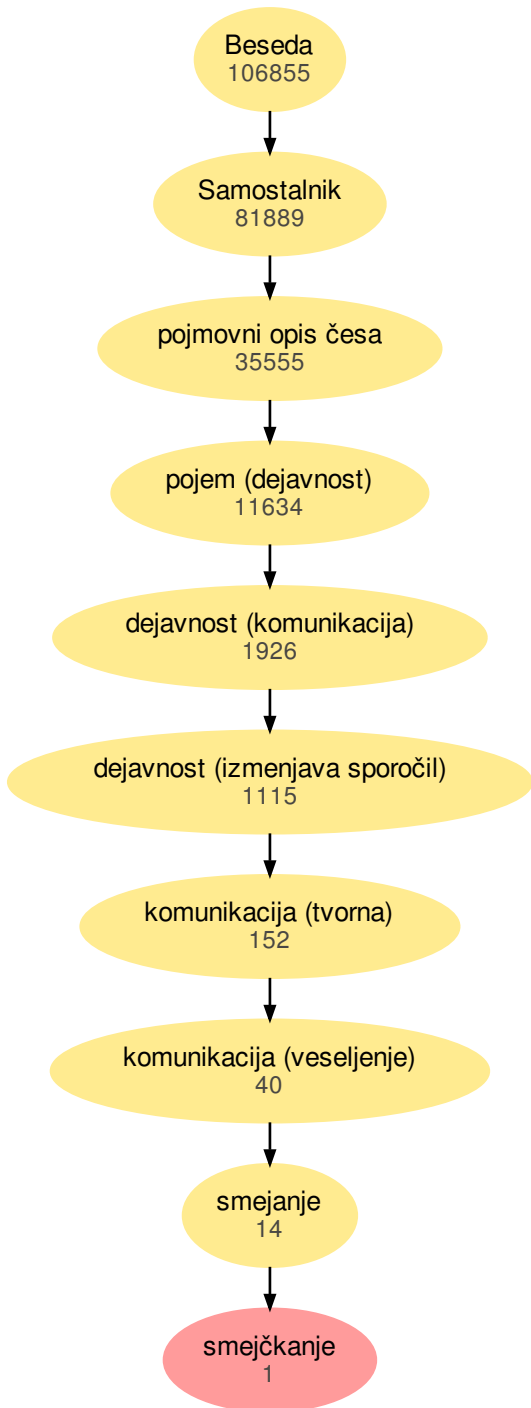 Beseda
106855
Samostalnik
81889
pojmovni opis česa
35555
pojem (dejavnost)
11634
dejavnost (komunikacija)
1926
dejavnost (izmenjava sporočil)
1115
komunikacija (tvorna)
152
komunikacija (veseljenje)
40
smejanje
14
smejčkanje
1